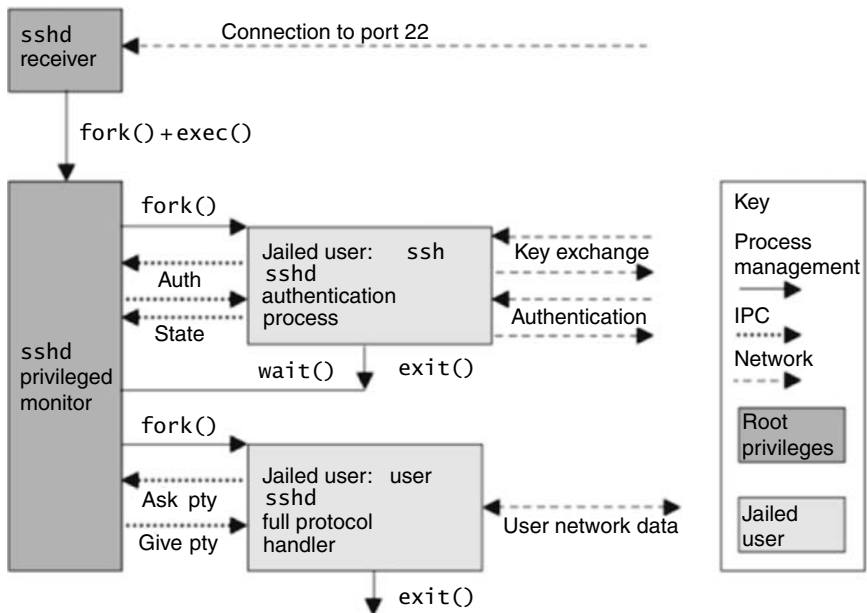 sshd
receiver
Connection to port 22
fork()+exec()
sshd
privileged
monitor
fork()
Jailed user: ssh
sshd
authentication
process
Auth
State
Key exchange
Authentication
wait()
exit()
fork()
Jailed user: user
sshd
full protocol
handler
Ask pty
Give pty
User network data
exit()
Key
Process
management
IPC
Network
Root
privileges
Jailed
user